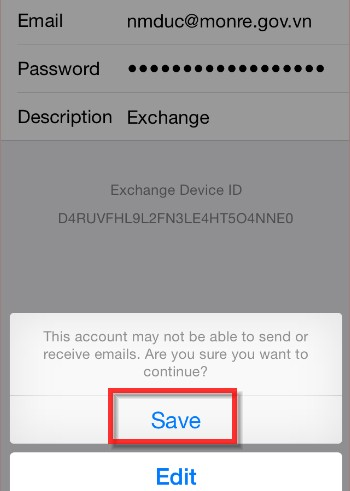 Email nmduc@monre.gov.vn
Password ●●●●●●●●●●●●●●●●●●
Description Exchange
Exchange Device ID
D4RUVFHL9L2FN3LE4HT5O4NNE0
This account may not be able to send or
receive emails. Are you sure you want to
continue?
Save
Edit